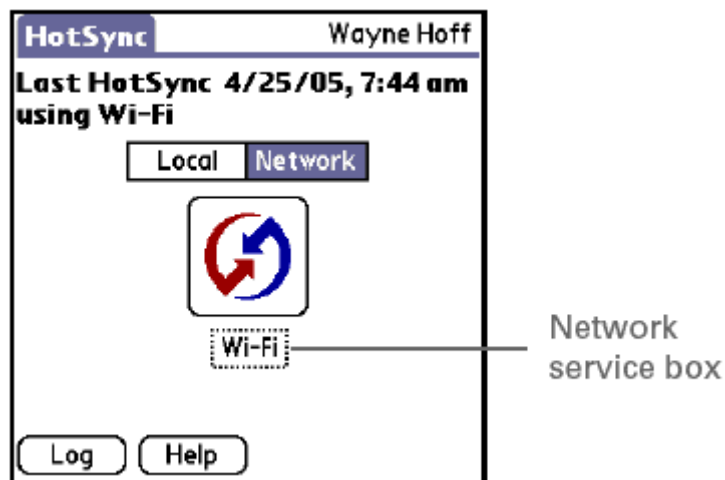 HotSync Wayne Hoff
Last HotSync 4/25/05, 7:44 am
using Wi-Fi
Local Network
Wi-Fi
Network
service box
Log Help